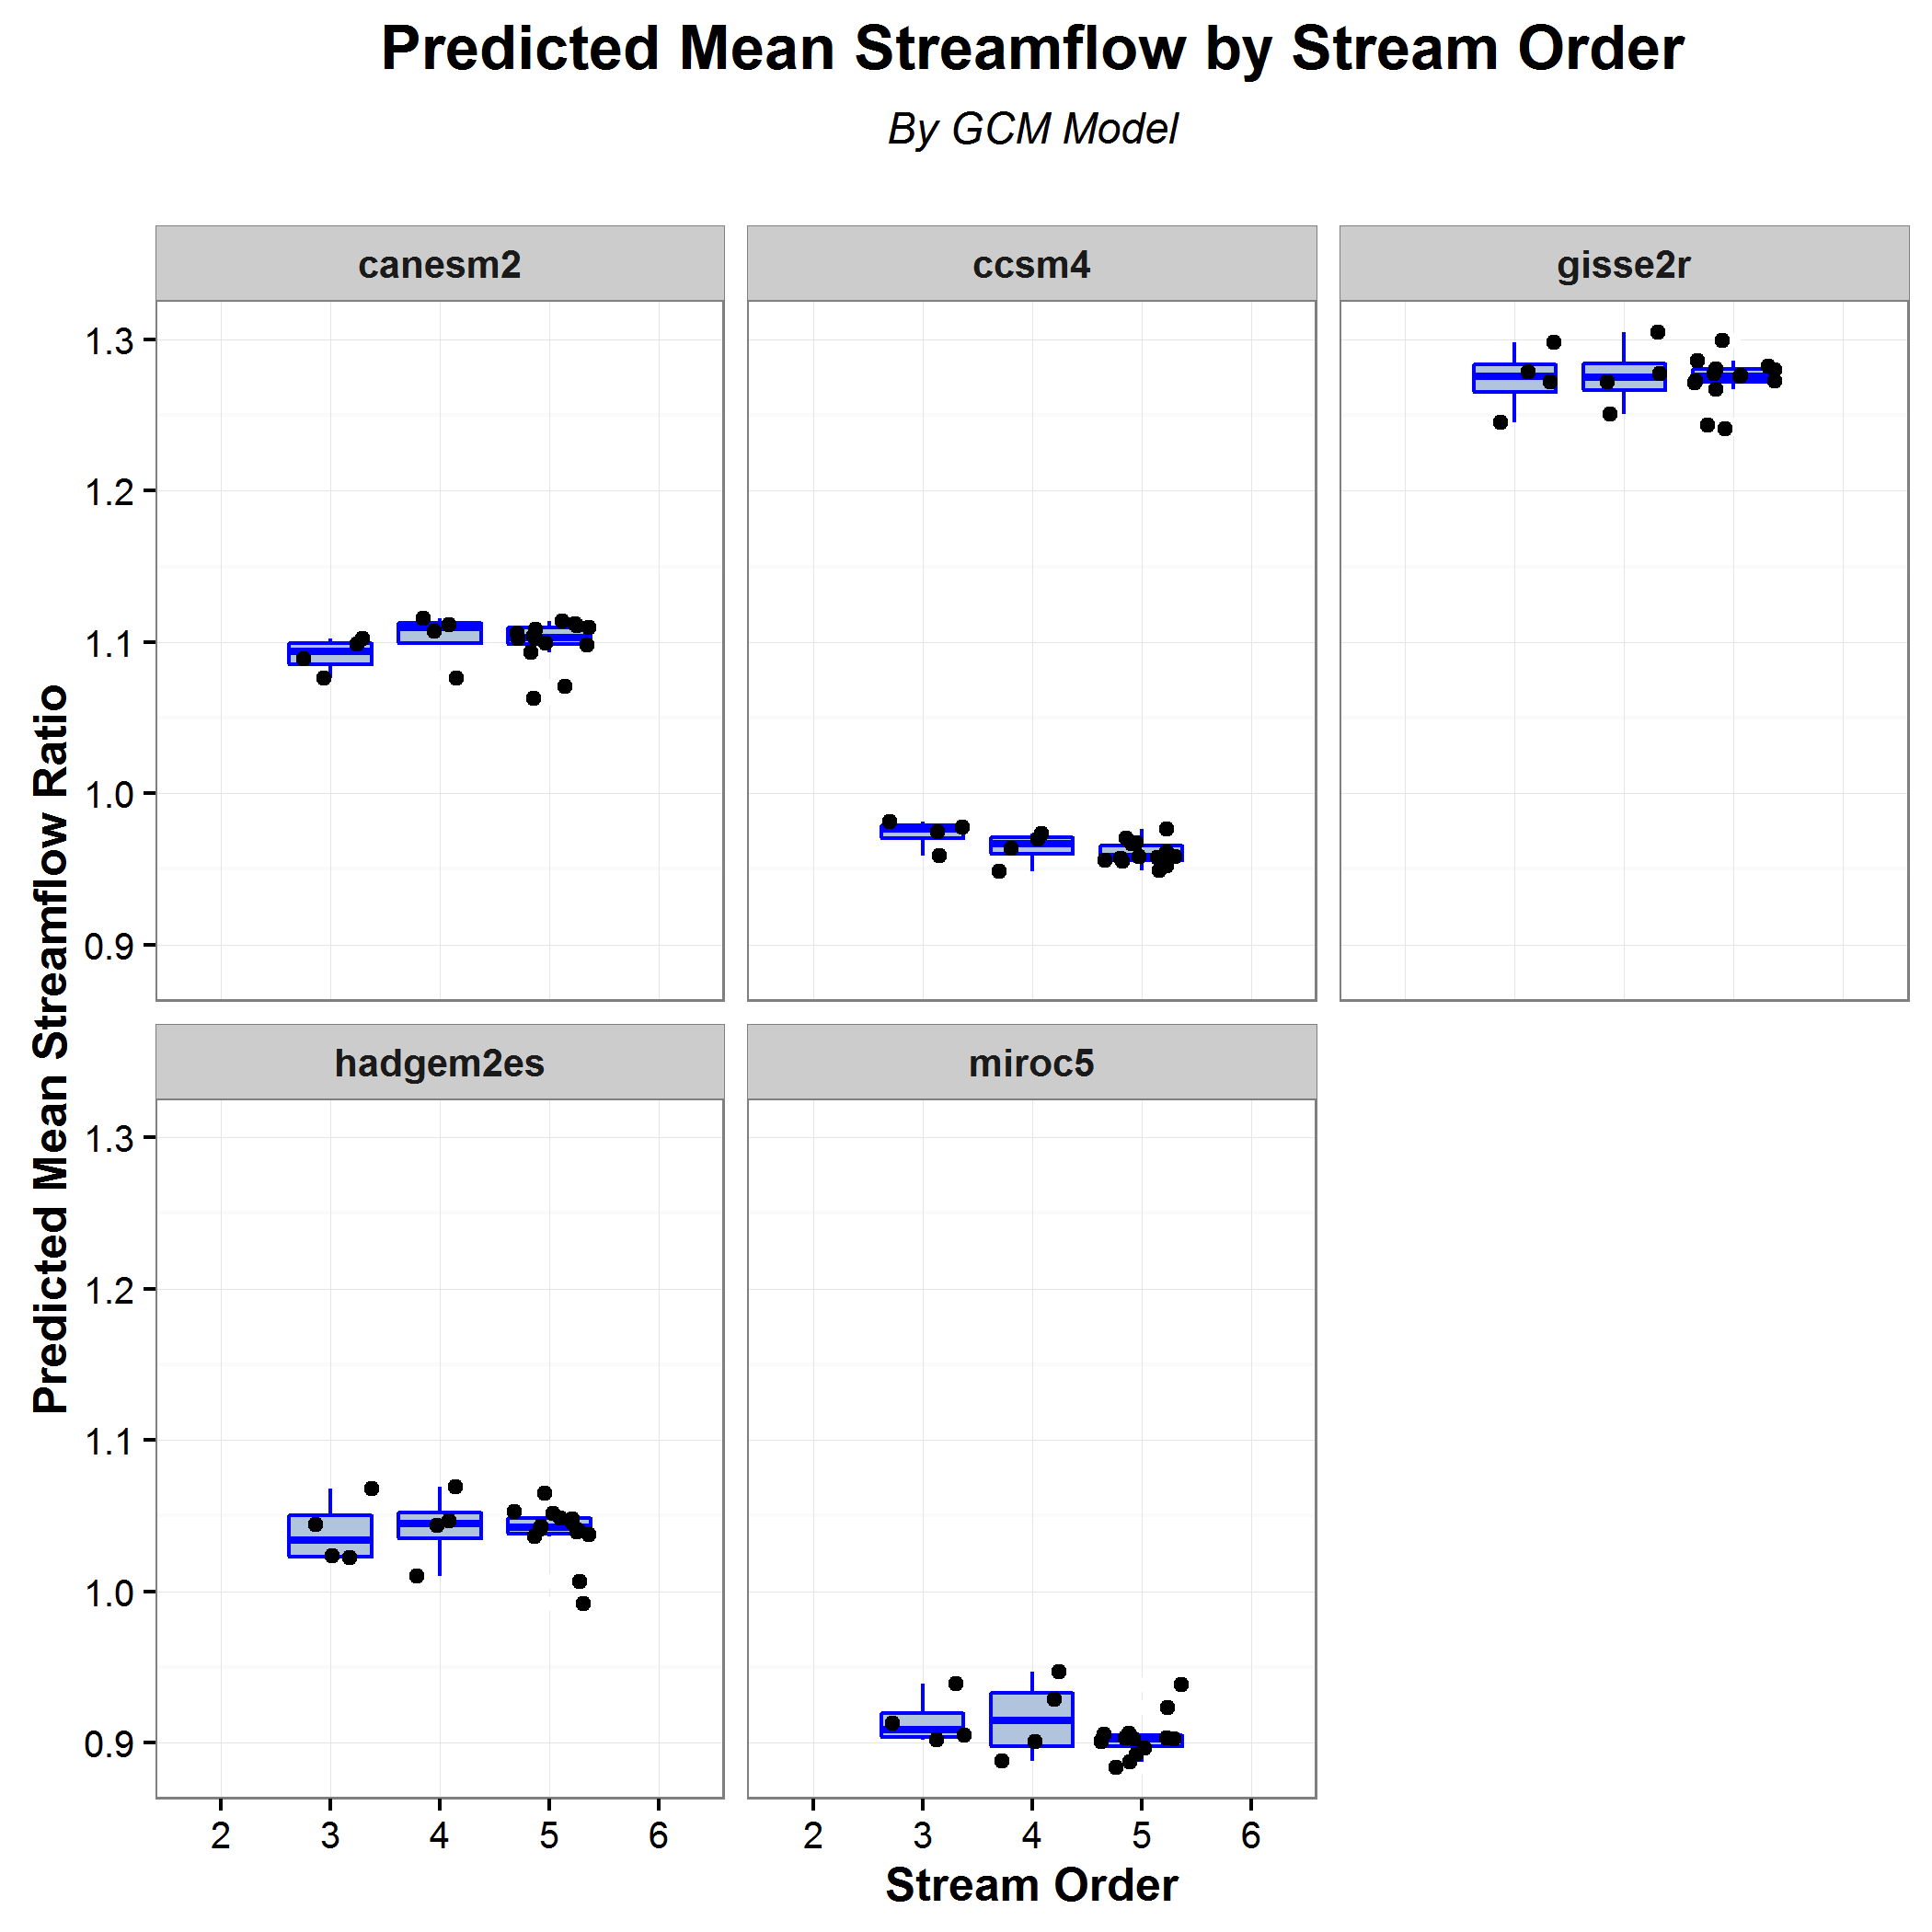 Predicted Mean Streamflow by Stream Order
By GCM Model
canesm2
ccsm4
gisse2r
1.3
1.2
1.1
1.0
0.9
Predicted Mean Streamflow Ratio
hadgem2es
miroc5
1.3
1.2
1.1
1.0
0.9
2 3 4 5 6
2 3 4 5 6
Stream Order